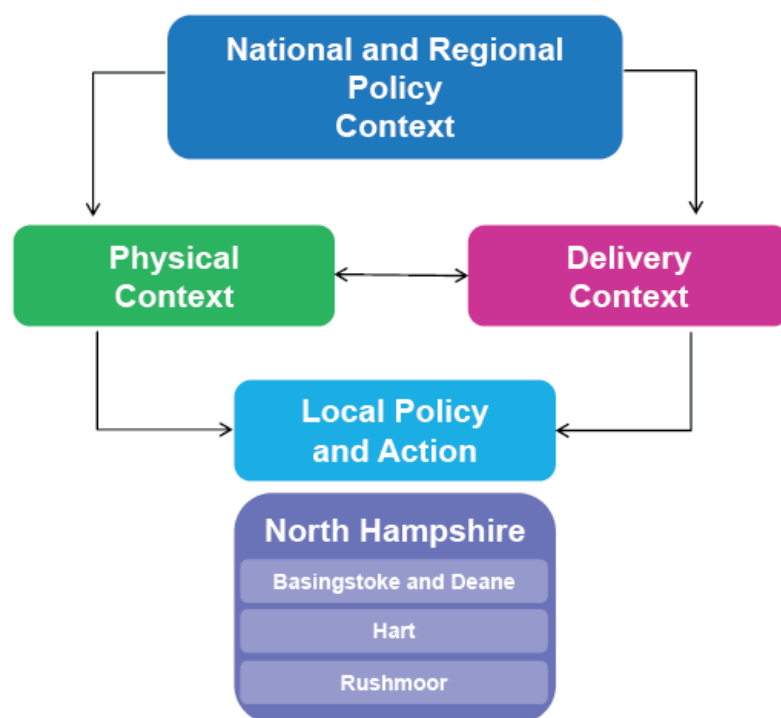 National and Regional
Policy
Context
Physical
Context
Delivery
Context
Local Policy
and Action
North Hampshire
Basingstoke and Deane
Hart
Rushmoor